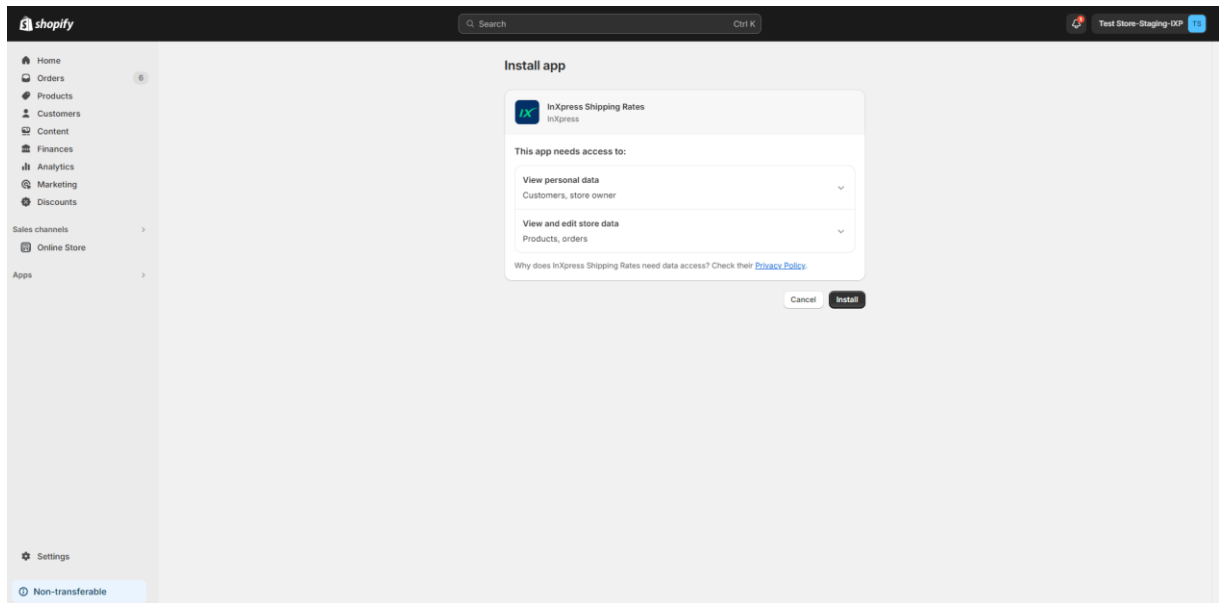 shopify
Search Ctrl K
Test Store-Staging-IXP TS
Home
Orders 6
Products
Customers
Content
Finances
Analytics
Marketing
Discounts
Sales channels
Online Store
Apps
Settings
Non-transferable
Install app
IX
InXpress Shipping Rates
InXpress
This app needs access to:
View personal data
Customers, store owner
View and edit store data
Products, orders
Why does InXpress Shipping Rates need data access? Check their Privacy Policy.
Cancel Install